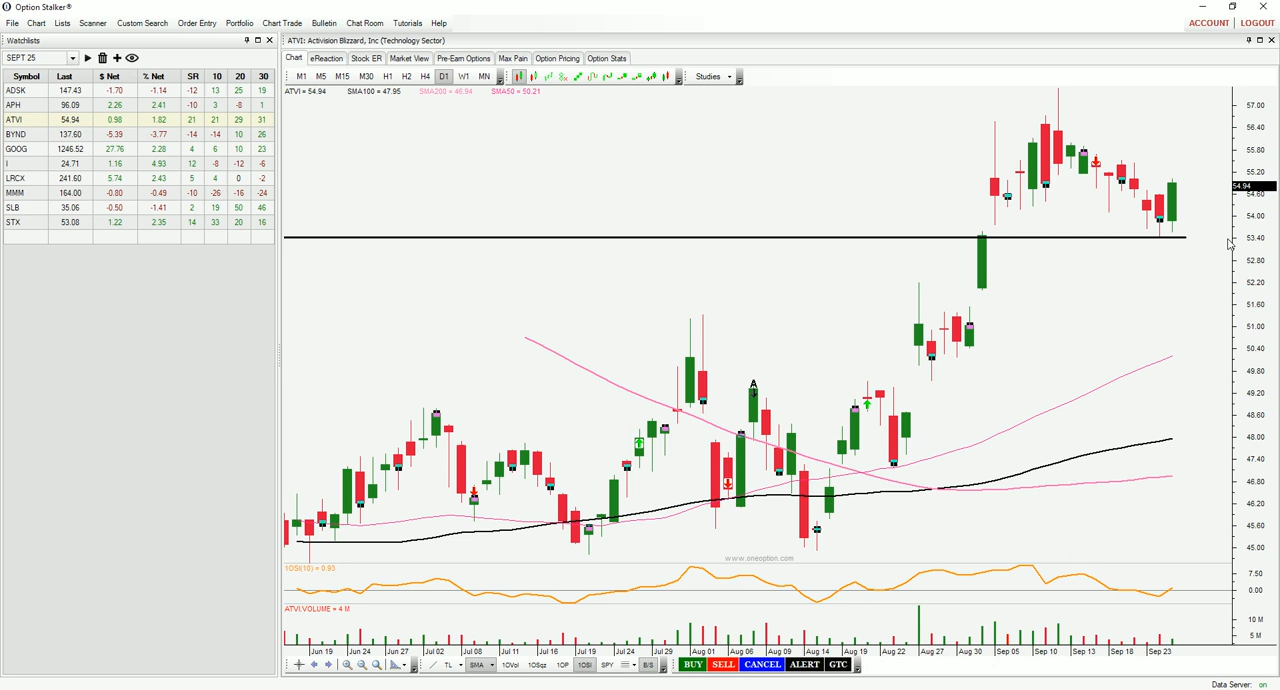 Option Stalker®
File Chart Lists Scanner Custom Search Order Entry Portfolio Chart Trade Bulletin Chat Room Tutorials Help
ACCOUNT LOGOUT
Watchlists
SEPT 25
Symbol Last $ Net % Net SR 10 20 30
ADSK 147.43 -1.70 -1.14 -12 13 25 19
APH 96.09 2.26 2.41 -10 3 -8 1
ATVI 54.94 0.98 1.82 21 21 29 31
BYND 137.60 -5.39 -3.77 -14 -14 10 26
GOOG 1246.52 27.76 2.28 4 6 10 23
I 24.71 1.16 4.93 12 -8 -12 -6
LRCX 241.60 5.74 2.43 5 4 0 -2
MMM 164.00 -0.80 -0.49 -10 -26 -16 -24
SLB 35.06 -0.50 -1.41 2 19 50 46
STX 53.08 1.22 2.35 14 33 20 16
ATVI: Activision Blizzard, Inc (Technology Sector)
Chart eReaction Stock ER Market View Pre-Earn Options Max Pain Option Pricing Option Stats
M1 M5 M15 M30 H1 H2 H4 D1 W1 MN Studies
ATVI = 54.94 SMA100 = 47.95 SMA200 = 46.94 SMA50 = 50.21
57.00
56.40
55.80
55.20
54.94
54.60
54.00
53.40
52.80
52.20
51.60
51.00
50.40
49.80
49.20
48.60
48.00
47.40
46.80
46.20
45.60
45.00
A
www.oneoption.com
1OSI(10) = 0.93
7.50
0.00
ATVI.VOLUME = 4 M
10 M
5 M
Jun 19 Jun 24 Jun 28 Jul 03 Jul 08 Jul 11 Jul 16 Jul 19 Jul 24 Jul 29 Aug 01 Aug 06 Aug 09 Aug 14 Aug 19 Aug 22 Aug 27 Aug 30 Sep 05 Sep 10 Sep 13 Sep 18 Sep 23
TL SMA 1OVol 1OSqz 1OP 1OSI SPY B/S BUY SELL CANCEL ALERT GTC
Data Server: on